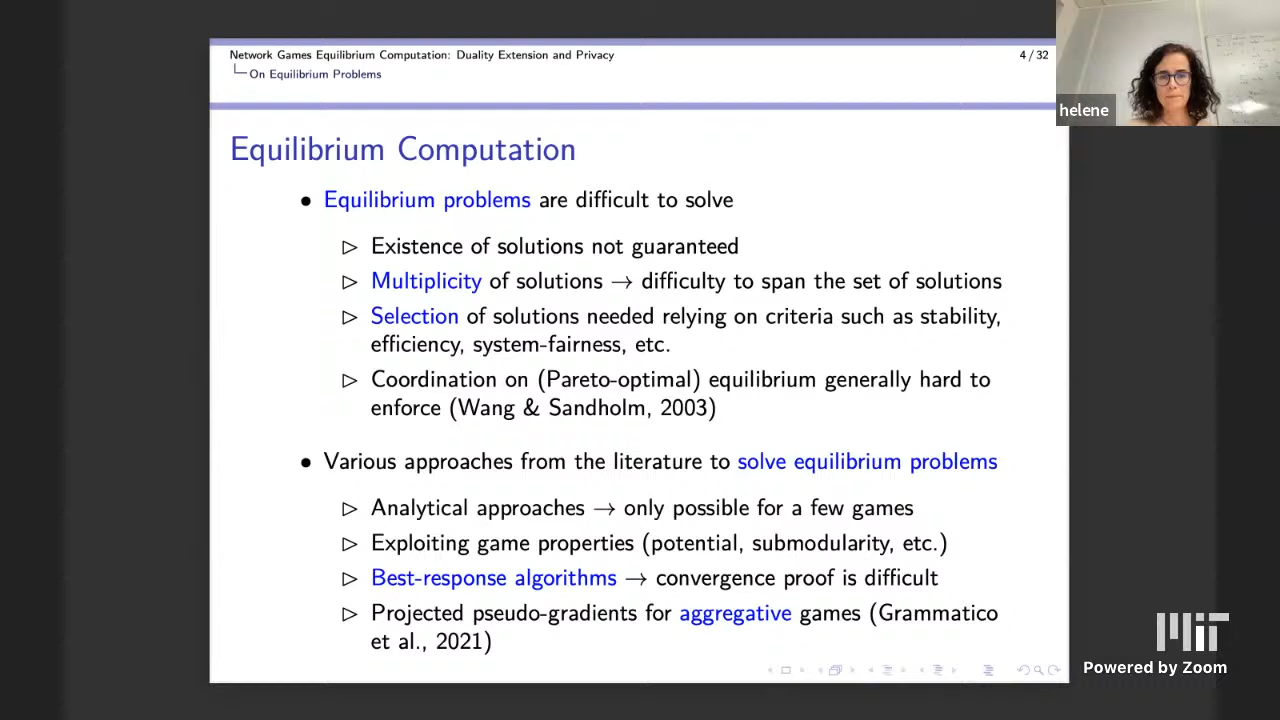 Network Games Equilibrium Computation: Duality Extension and Privacy
4 / 32
On Equilibrium Problems
helene
Equilibrium Computation
• Equilibrium problems are difficult to solve
▷ Existence of solutions not guaranteed
▷ Multiplicity of solutions → difficulty to span the set of solutions
▷ Selection of solutions needed relying on criteria such as stability,
efficiency, system-fairness, etc.
▷ Coordination on (Pareto-optimal) equilibrium generally hard to
enforce (Wang & Sandholm, 2003)
• Various approaches from the literature to solve equilibrium problems
▷ Analytical approaches → only possible for a few games
▷ Exploiting game properties (potential, submodularity, etc.)
▷ Best-response algorithms → convergence proof is difficult
▷ Projected pseudo-gradients for aggregative games (Grammatico
et al., 2021)
MIT
Powered by Zoom